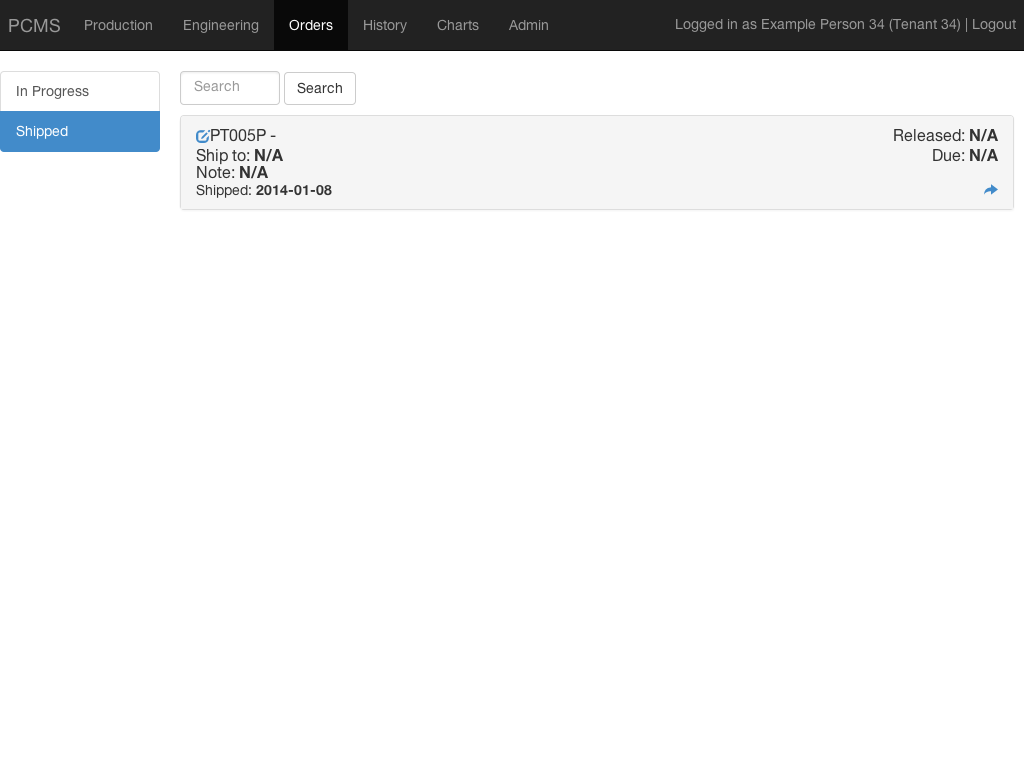 PCMS Production Engineering Orders History Charts Admin Logged in as Example Person 34 (Tenant 34) | Logout
In Progress
Shipped
Search Search
PT005P - Released: N/A
Ship to: N/A Due: N/A
Note: N/A
Shipped: 2014-01-08